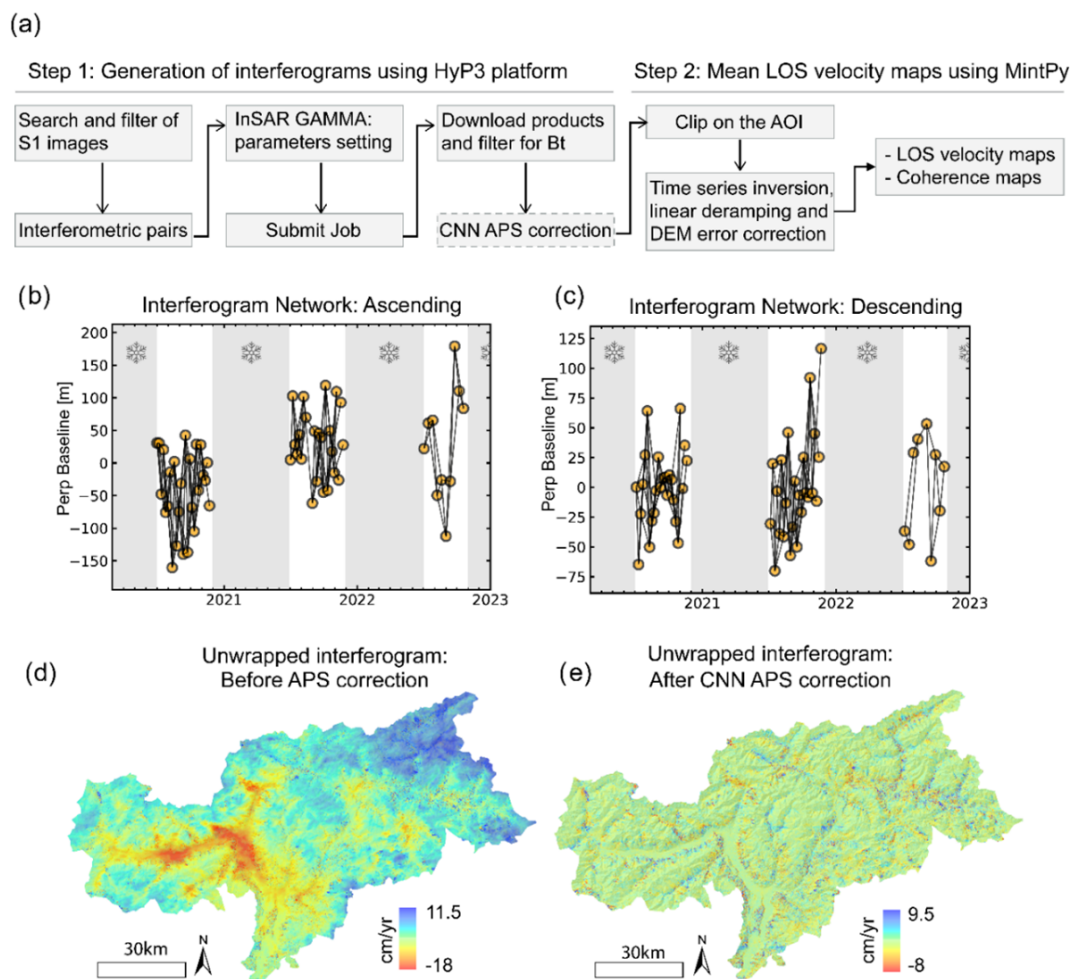 (a)
Step 1: Generation of interferograms using HyP3 platform
Step 2: Mean LOS velocity maps using MintPy
Search and filter of
S1 images
InSAR GAMMA:
parameters setting
Download products
and filter for Bt
Clip on the AOI
- LOS velocity maps
- Coherence maps
Interferometric pairs
Submit Job
CNN APS correction
Time series inversion,
linear deramping and
DEM error correction
(b)
Interferogram Network: Ascending
Perp Baseline [m]
200
150
100
50
0
−50
−100
−150
2021
2022
2023
(c)
Interferogram Network: Descending
Perp Baseline [m]
125
100
75
50
25
0
−25
−50
−75
2021
2022
2023
(d)
Unwrapped interferogram:
Before APS correction
30km
N
cm/yr
11.5
-18
(e)
Unwrapped interferogram:
After CNN APS correction
30km
N
cm/yr
9.5
-8